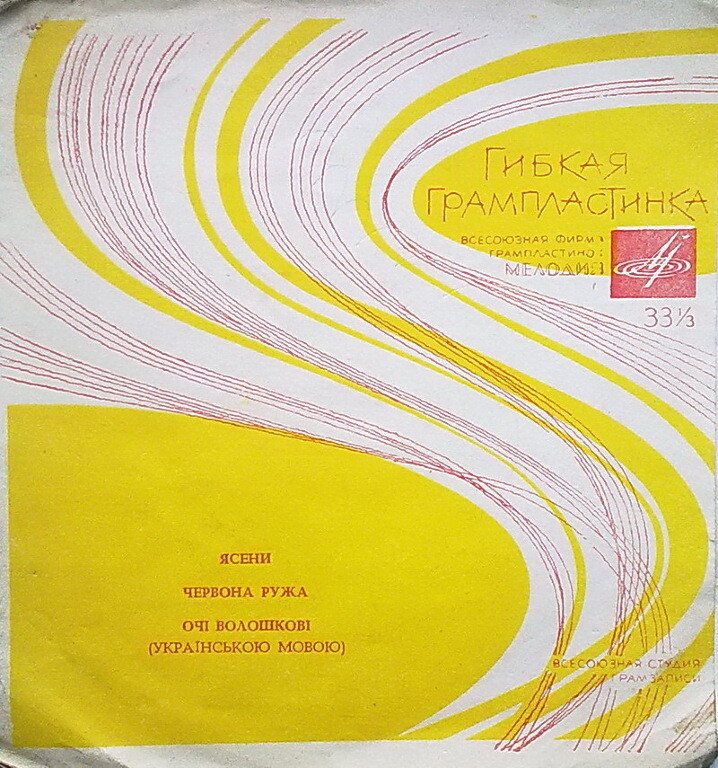 ГИБКАЯ
ГРАМПЛАСТИНКА
ВСЕСОЮЗНАЯ ФИРМА
ГРАМПЛАСТИНОК
МЕЛОДИЯ
33⅓
ЯСЕНИ
ЧЕРВОНА РУЖА
ОЧІ ВОЛОШКОВІ
(УКРАЇНСЬКОЮ МОВОЮ)
ВСЕСОЮЗНАЯ СТУДИЯ
ГРАМЗАПИСИ